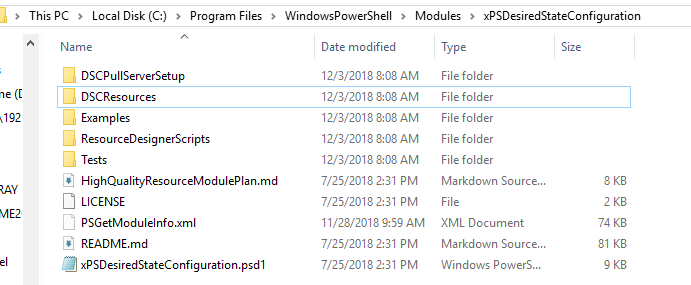 This PC > Local Disk (C:) > Program Files > WindowsPowerShell > Modules > xPSDesiredStateConfiguration
Name Date modified Type Size
DSCPullServerSetup 12/3/2018 8:08 AM File folder
ne (D DSCResources 12/3/2018 8:08 AM File folder
\192 Examples 12/3/2018 8:08 AM File folder
ResourceDesignerScripts 12/3/2018 8:08 AM File folder
Tests 12/3/2018 8:08 AM File folder
RAY HighQualityResourceModulePlan.md 7/25/2018 2:31 PM Markdown Source... 8 KB
ME2( LICENSE 7/25/2018 2:31 PM File 2 KB
PSGetModuleInfo.xml 11/28/2018 9:59 AM XML Document 74 KB
README.md 7/25/2018 2:31 PM Markdown Source... 81 KB
el xPSDesiredStateConfiguration.psd1 7/25/2018 2:31 PM Windows PowerS... 9 KB